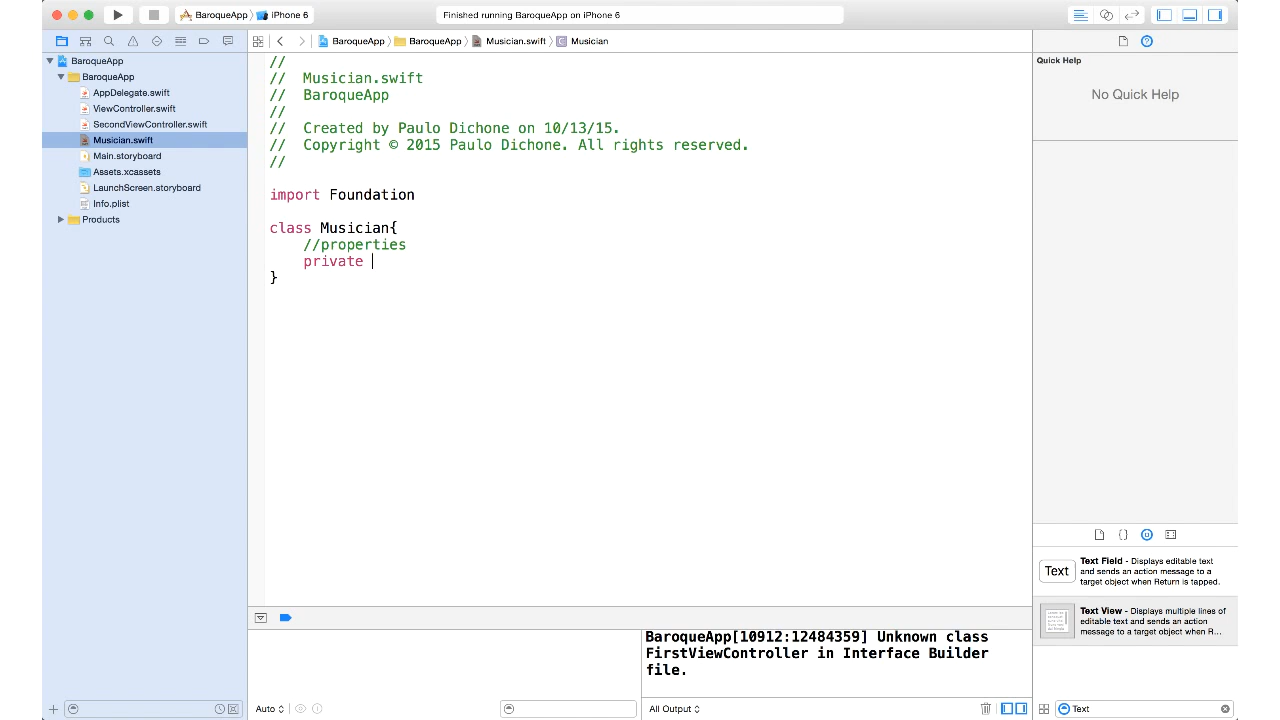 BaroqueApp
iPhone 6
Finished running BaroqueApp on iPhone 6
BaroqueApp
BaroqueApp
AppDelegate.swift
ViewController.swift
SecondViewController.swift
Musician.swift
Main.storyboard
Assets.xcassets
LaunchScreen.storyboard
Info.plist
Products
BaroqueApp
BaroqueApp
Musician.swift
C
Musician
//
//  Musician.swift
//  BaroqueApp
//
//  Created by Paulo Dichone on 10/13/15.
//  Copyright © 2015 Paulo Dichone. All rights reserved.
//
import Foundation
class Musician{
//properties
private
}
BaroqueApp[10912:12484359] Unknown class
FirstViewController in Interface Builder
file.
Auto
All Output
Quick Help
No Quick Help
Text
Text Field - Displays editable text
and sends an action message to a
target object when Return is tapped.
Text View - Displays multiple lines of
editable text and sends an action
message to a target object when R...
Text